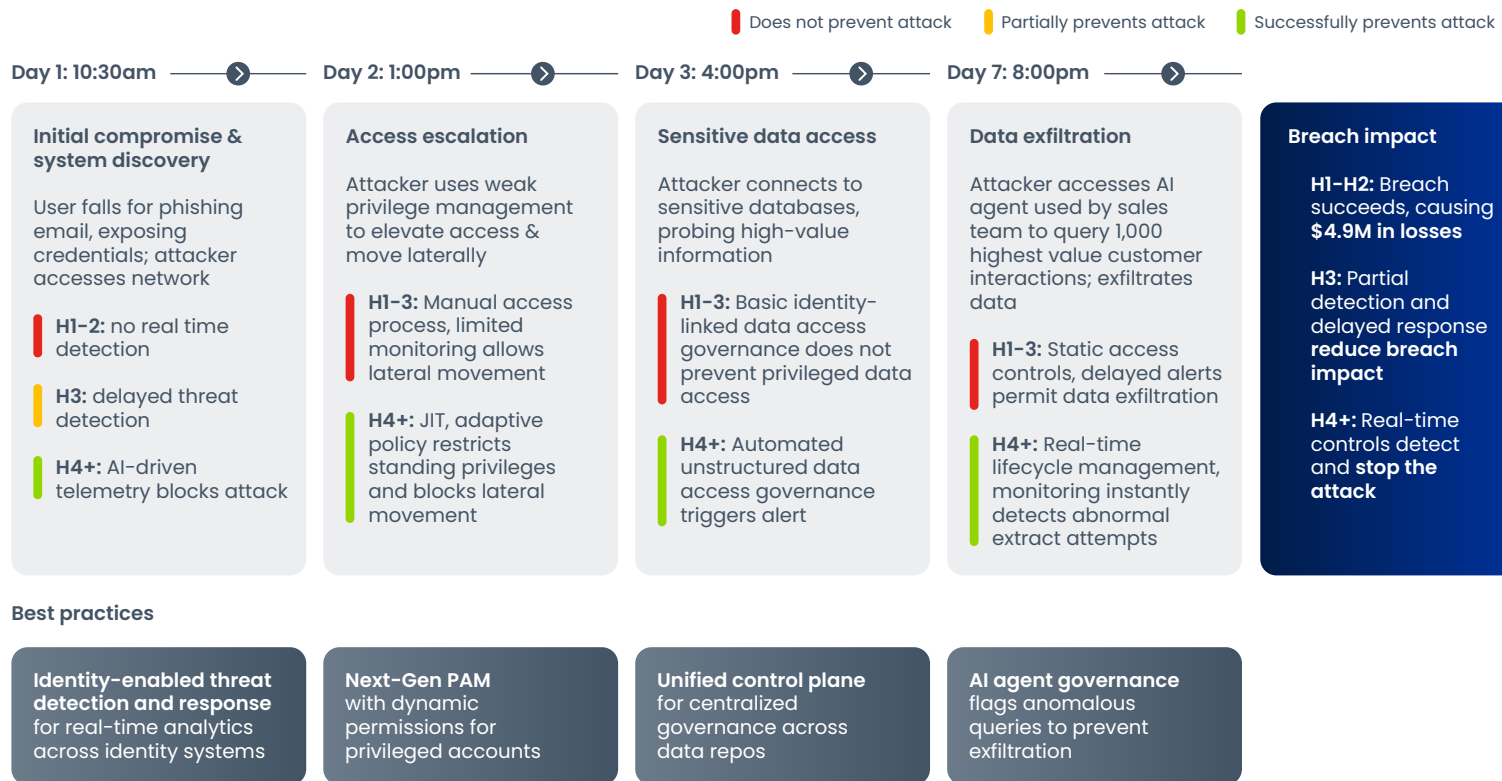 Does not prevent attack
Partially prevents attack
Successfully prevents attack
Day 1: 10:30am
Day 2: 1:00pm
Day 3: 4:00pm
Day 7: 8:00pm
Initial compromise &
system discovery
User falls for phishing
email, exposing
credentials; attacker
accesses network
H1-2: no real time
detection
H3: delayed threat
detection
H4+: AI-driven
telemetry blocks attack
Access escalation
Attacker uses weak
privilege management
to elevate access &
move laterally
H1-3: Manual access
process, limited
monitoring allows
lateral movement
H4+: JIT, adaptive
policy restricts
standing privileges
and blocks lateral
movement
Sensitive data access
Attacker connects to
sensitive databases,
probing high-value
information
H1-3: Basic identity-
linked data access
governance does not
prevent privileged data
access
H4+: Automated
unstructured data
access governance
triggers alert
Data exfiltration
Attacker accesses AI
agent used by sales
team to query 1,000
highest value customer
interactions; exfiltrates
data
H1-3: Static access
controls, delayed alerts
permit data exfiltration
H4+: Real-time
lifecycle management,
monitoring instantly
detects abnormal
extract attempts
Breach impact
H1-H2: Breach
succeeds, causing
$4.9M in losses
H3: Partial
detection and
delayed response
reduce breach
impact
H4+: Real-time
controls detect
and stop the
attack
Best practices
Identity-enabled threat
detection and response
for real-time analytics
across identity systems
Next-Gen PAM
with dynamic
permissions for
privileged accounts
Unified control plane
for centralized
governance across
data repos
AI agent governance
flags anomalous
queries to prevent
exfiltration